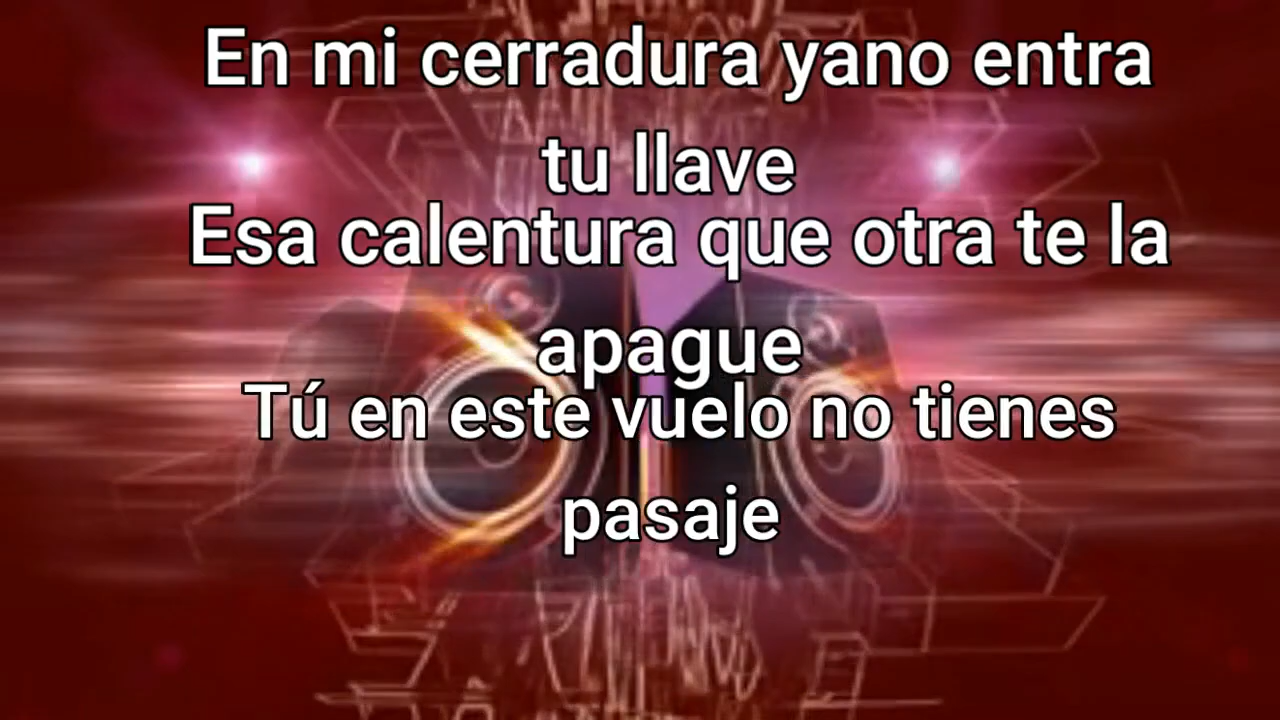 En mi cerradura yano entra
tu llave
Esa calentura que otra te la
apague
Tú en este vuelo no tienes
pasaje